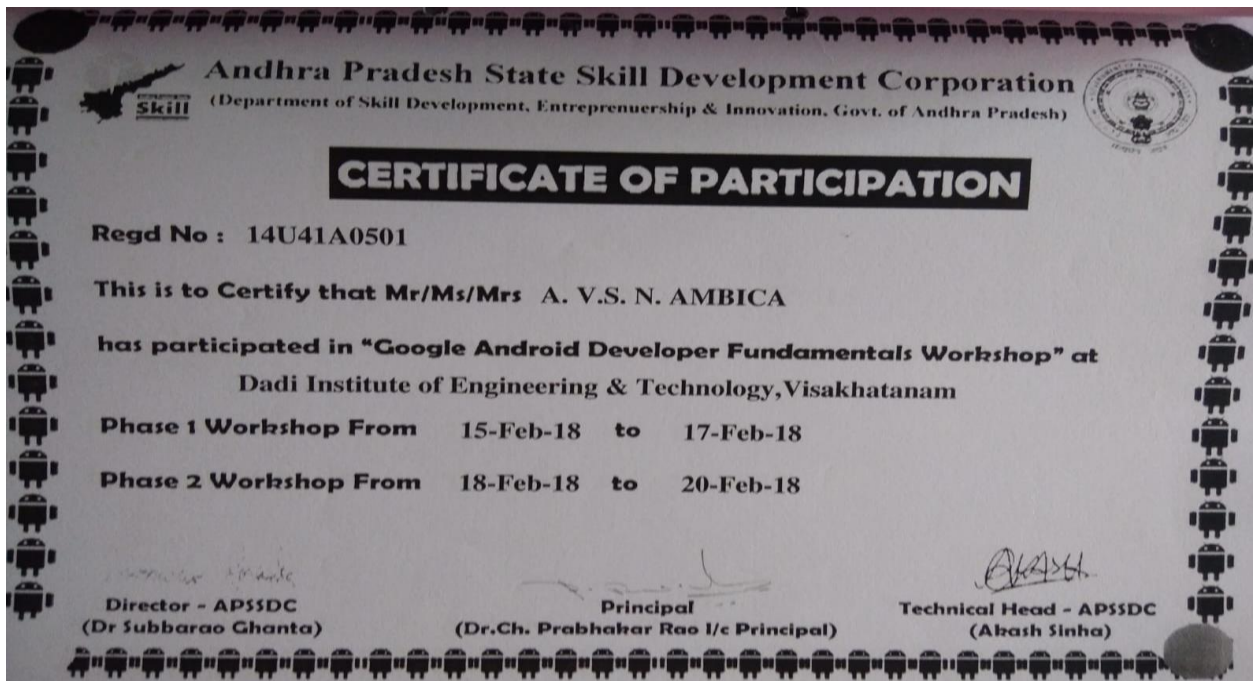 Andhra Pradesh State Skill Development Corporation
Skill
(Department of Skill Development, Entreprenuership & Innovation, Govt. of Andhra Pradesh)
CERTIFICATE OF PARTICIPATION
Regd No : 14U41A0501
This is to Certify that Mr/Ms/Mrs A. V.S. N. AMBICA
has participated in “Google Android Developer Fundamentals Workshop” at
Dadi Institute of Engineering & Technology,Visakhatanam
Phase 1 Workshop From 15-Feb-18 to 17-Feb-18
Phase 2 Workshop From 18-Feb-18 to 20-Feb-18
AKASH
Director - APSSDC Principal Technical Head - APSSDC
(Dr Subbarao Ghanta) (Dr.Ch. Prabhakar Rao I/c Principal) (Akash Sinha)